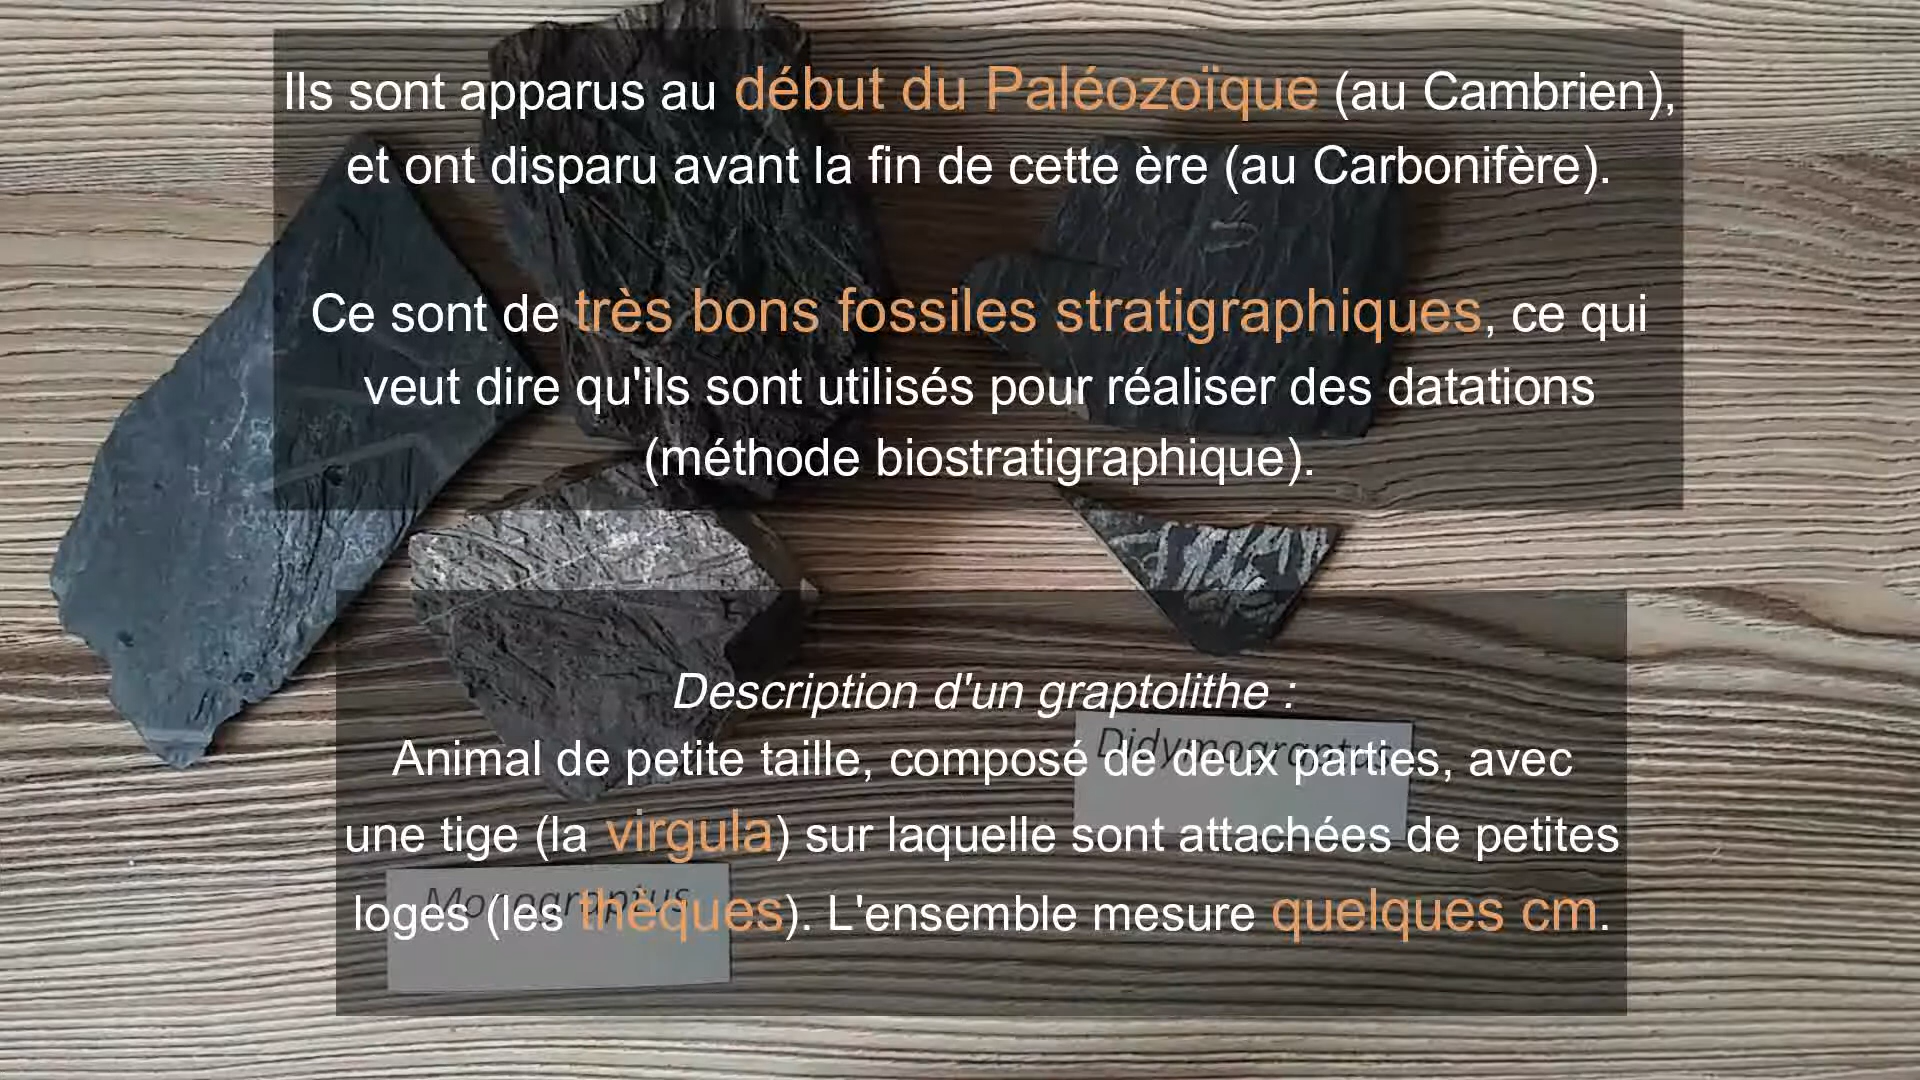 Ils sont apparus au début du Paléozoïque (au Cambrien),
et ont disparu avant la fin de cette ère (au Carbonifère).
Ce sont de très bons fossiles stratigraphiques, ce qui
veut dire qu'ils sont utilisés pour réaliser des datations
(méthode biostratigraphique).
Description d'un graptolithe :
Didymograptus
Animal de petite taille, composé de deux parties, avec
une tige (la virgula) sur laquelle sont attachées de petites
Monograptus
loges (les thèques). L'ensemble mesure quelques cm.